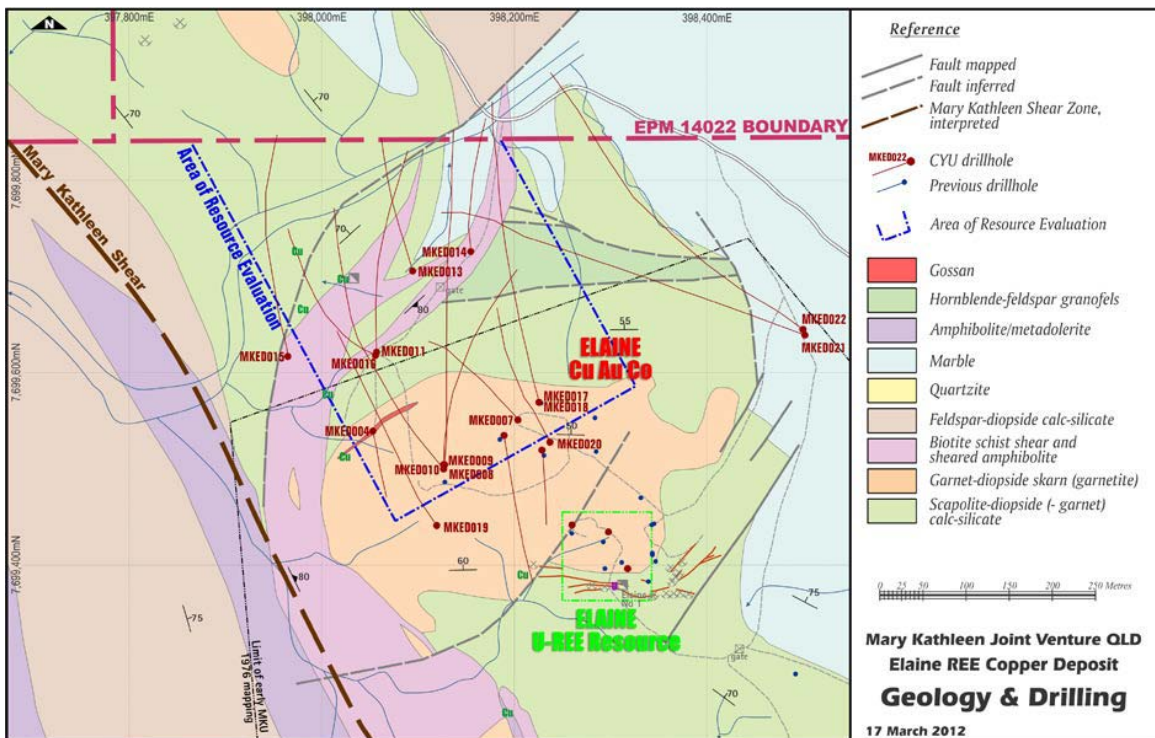 397,800mE
398,000mE
398,200mE
398,400mE
N
70
70
EPM 14022 BOUNDARY
Mary Kathleen Shear
Area of Resource Evaluation
7,699,800mN
70
Cu
Cu
Cu
MKED014
MKED013
gate
80
55
MKED022
MKED021
ELAINE
Cu Au Co
MKED015
MKED011
MKED016
7,699,600mN
Cu
MKED017
MKED018
MKED007
MKED004
50
MKED020
Cu
MKED009
MKED010
MKED008
MKED019
7,699,400mN
60
Cu
80
75
75
Elaine
No 1
ELAINE
U-REE Resource
gate
Limit of early MKU
1976 mapping
70
Cu
Reference
Fault mapped
Fault inferred
Mary Kathleen Shear Zone,
interpreted
MKED022
CYU drillhole
Previous drillhole
Area of Resource Evaluation
Gossan
Hornblende-feldspar granofels
Amphibolite/metadolerite
Marble
Quartzite
Feldspar-diopside calc-silicate
Biotite schist shear and
sheared amphibolite
Garnet-diopside skarn (garnetite)
Scapolite-diopside (- garnet)
calc-silicate
0 25 50 100 150 200 250 Metres
Mary Kathleen Joint Venture QLD
Elaine REE Copper Deposit
Geology & Drilling
17 March 2012